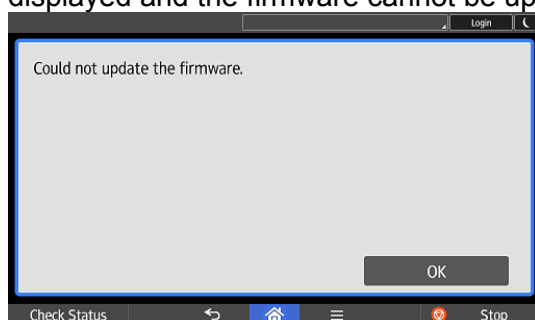 displayed and the firmware cannot be up
Login
Could not update the firmware.
OK
Check Status
Stop